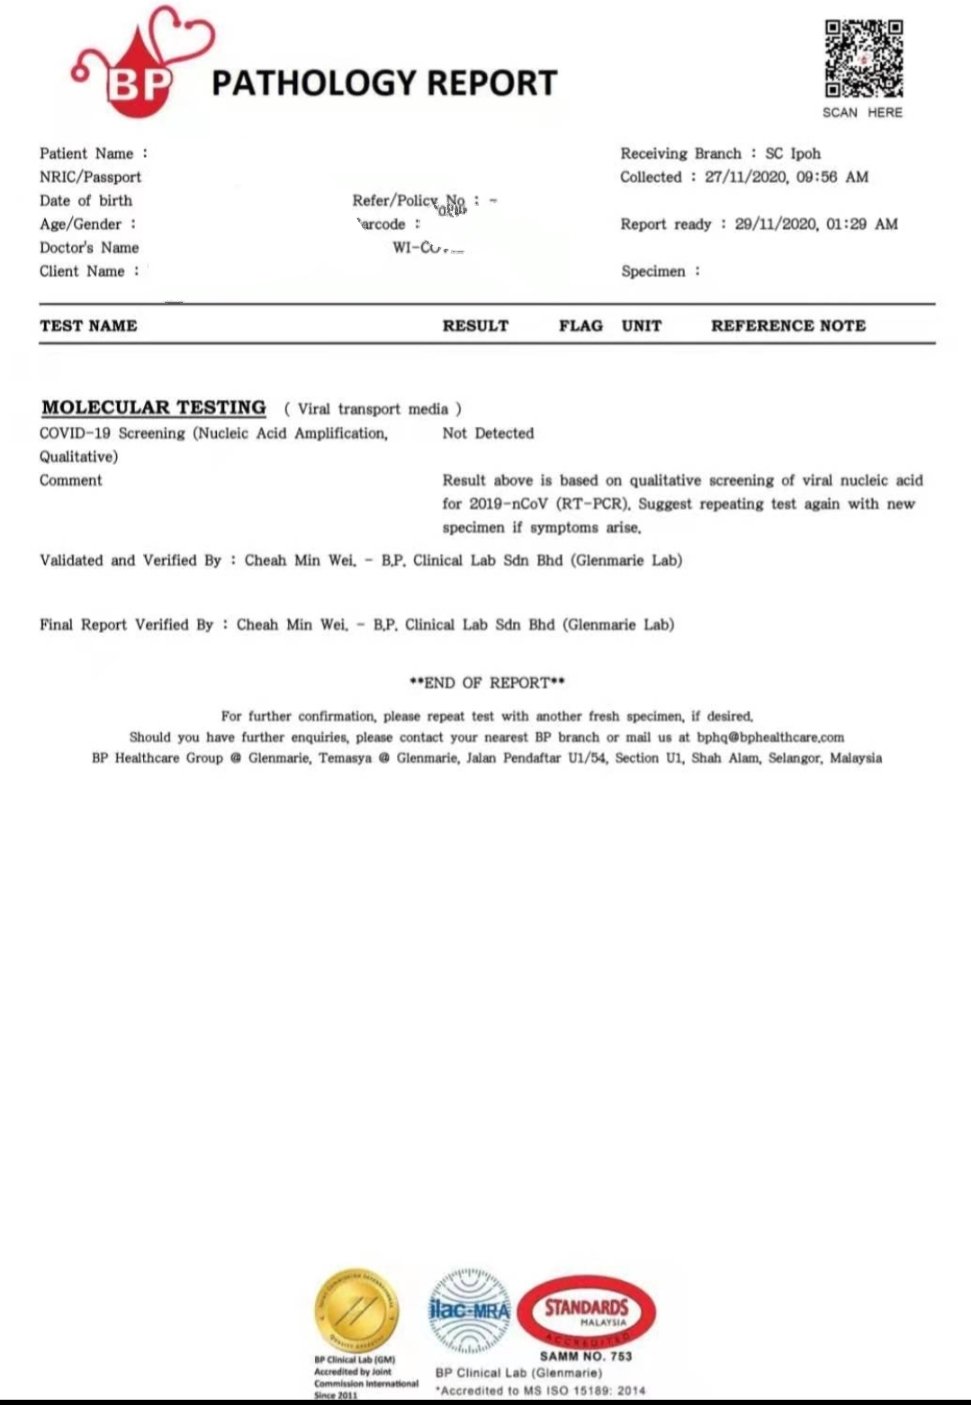 BP PATHOLOGY REPORT
SCAN HERE
Patient Name :
Receiving Branch : SC Ipoh
NRIC/Passport
Collected : 27/11/2020, 09:56 AM
Date of birth
Refer/Policy No : -
Age/Gender :
arcode :
Report ready : 29/11/2020, 01:29 AM
Doctor's Name
Client Name :
Specimen :
TEST NAME RESULT FLAG UNIT REFERENCE NOTE
MOLECULAR TESTING ( Viral transport media )
COVID-19 Screening (Nucleic Acid Amplification, Not Detected
Qualitative)
Comment Result above is based on qualitative screening of viral nucleic acid
for 2019-nCoV (RT-PCR). Suggest repeating test again with new
specimen if symptoms arise.
Validated and Verified By : Cheah Min Wei. - B.P. Clinical Lab Sdn Bhd (Glenmarie Lab)
Final Report Verified By : Cheah Min Wei. - B.P. Clinical Lab Sdn Bhd (Glenmarie Lab)
**END OF REPORT**
For further confirmation, please repeat test with another fresh specimen, if desired.
Should you have further enquiries, please contact your nearest BP branch or mail us at bphq@bphealthcare.com
BP Healthcare Group @ Glenmarie, Temasya @ Glenmarie, Jalan Pendaftar U1/54, Section U1, Shah Alam, Selangor, Malaysia
ilac-MRA
STANDARDS
MALAYSIA
ACCREDITED
SAMM NO. 753
BP Clinical Lab (GM)
Accredited by Joint
Commission International
Since 2011
BP Clinical Lab (Glenmarie)
*Accredited to MS ISO 15189: 2014